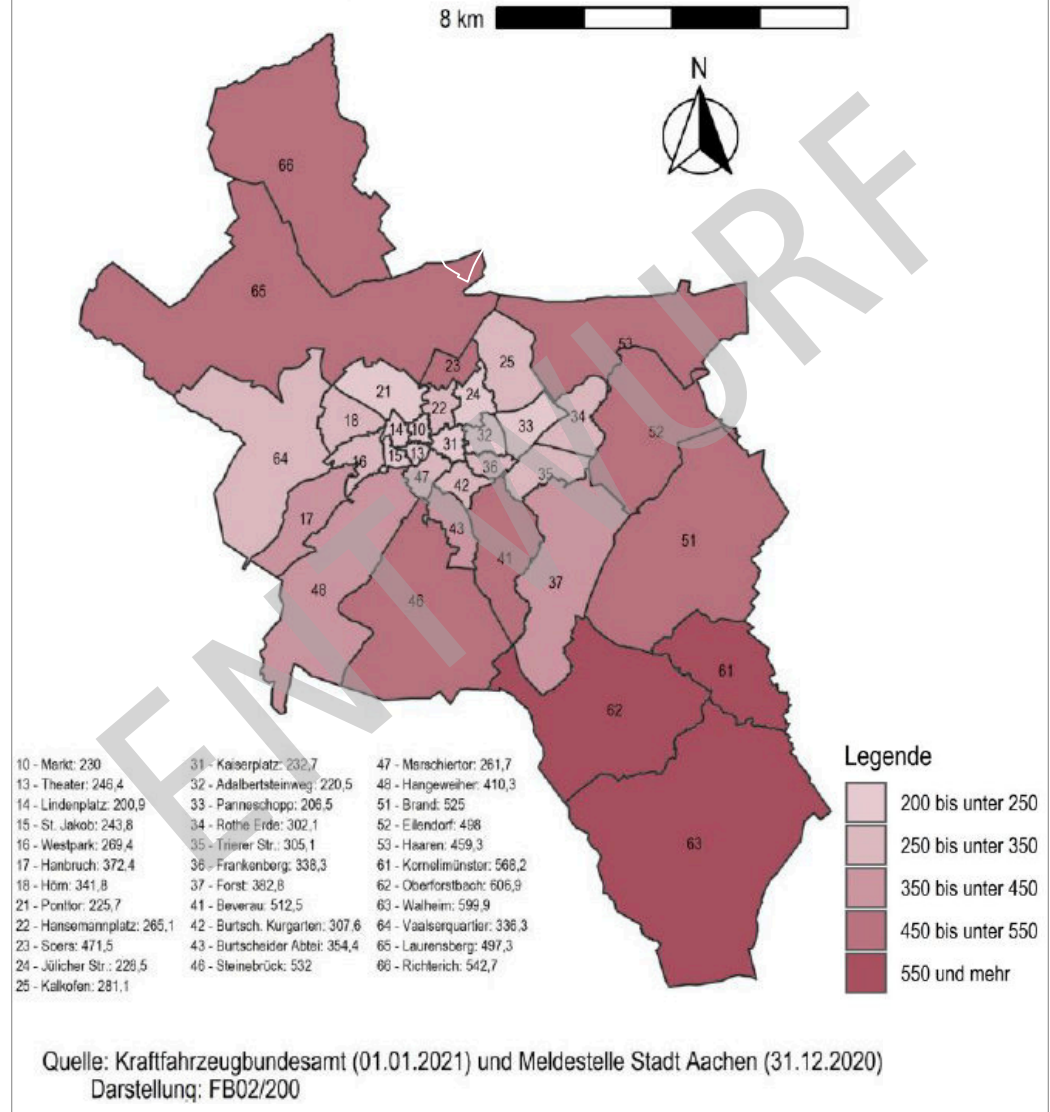 8 km
N
66
65
53
23
25
21
24
22
34
18
14
10
33
32
52
31
64
16
15
13
36
47
35
42
17
43
51
41
37
48
46
61
62
63
ENTWURF
10 - Markt: 230
13 - Theater: 246,4
14 - Lindenplatz: 200,9
15 - St. Jakob: 243,8
16 - Westpark: 269,4
17 - Hanbruch: 372,4
18 - Hörn: 341,8
21 - Ponttor: 225,7
22 - Hansemannplatz: 265,1
23 - Soers: 471,5
24 - Jülicher Str.: 228,5
25 - Kalkofen: 281,1
31 - Kaiserplatz: 232,7
32 - Adalbertsteinweg: 220,5
33 - Panneschopp: 206,5
34 - Rothe Erde: 302,1
35 - Trierer Str.: 305,1
36 - Frankenberg: 338,3
37 - Forst: 382,8
41 - Beverau: 512,5
42 - Burtsch. Kurgarten: 307,6
43 - Burtscheider Abtei: 354,4
46 - Steinebrück: 532
47 - Marschiertor: 261,7
48 - Hangeweiher: 410,3
51 - Brand: 525
52 - Eilendorf: 498
53 - Haaren: 459,3
61 - Kornelimünster: 568,2
62 - Oberforstbach: 606,9
63 - Walheim: 599,9
64 - Vaalserquartier: 336,3
65 - Laurensberg: 497,3
66 - Richterich: 542,7
Legende
200 bis unter 250
250 bis unter 350
350 bis unter 450
450 bis unter 550
550 und mehr
Quelle: Kraftfahrzeugbundesamt (01.01.2021) und Meldestelle Stadt Aachen (31.12.2020)
Darstellung: FB02/200